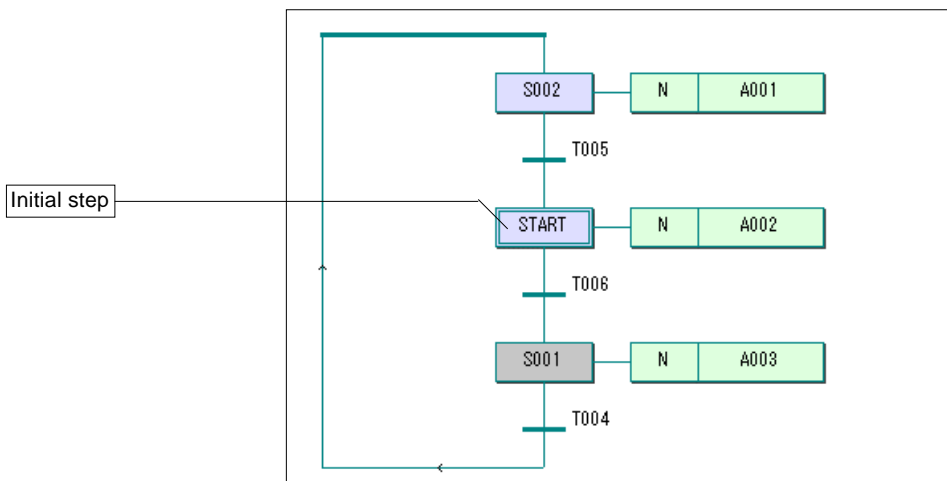 S002 N A001
T005
Initial step
START N A002
T006
S001 N A003
T004